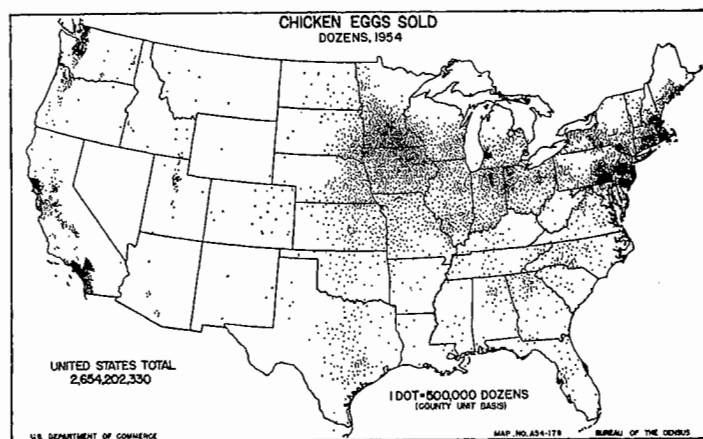 CHICKEN EGGS SOLD
DOZENS, 1954
UNITED STATES TOTAL
2,654,202,330
1 DOT=500,000 DOZENS
(COUNTY UNIT BASIS)
U.S. DEPARTMENT OF COMMERCE
MAP NO. A54-178
BUREAU OF THE CENSUS